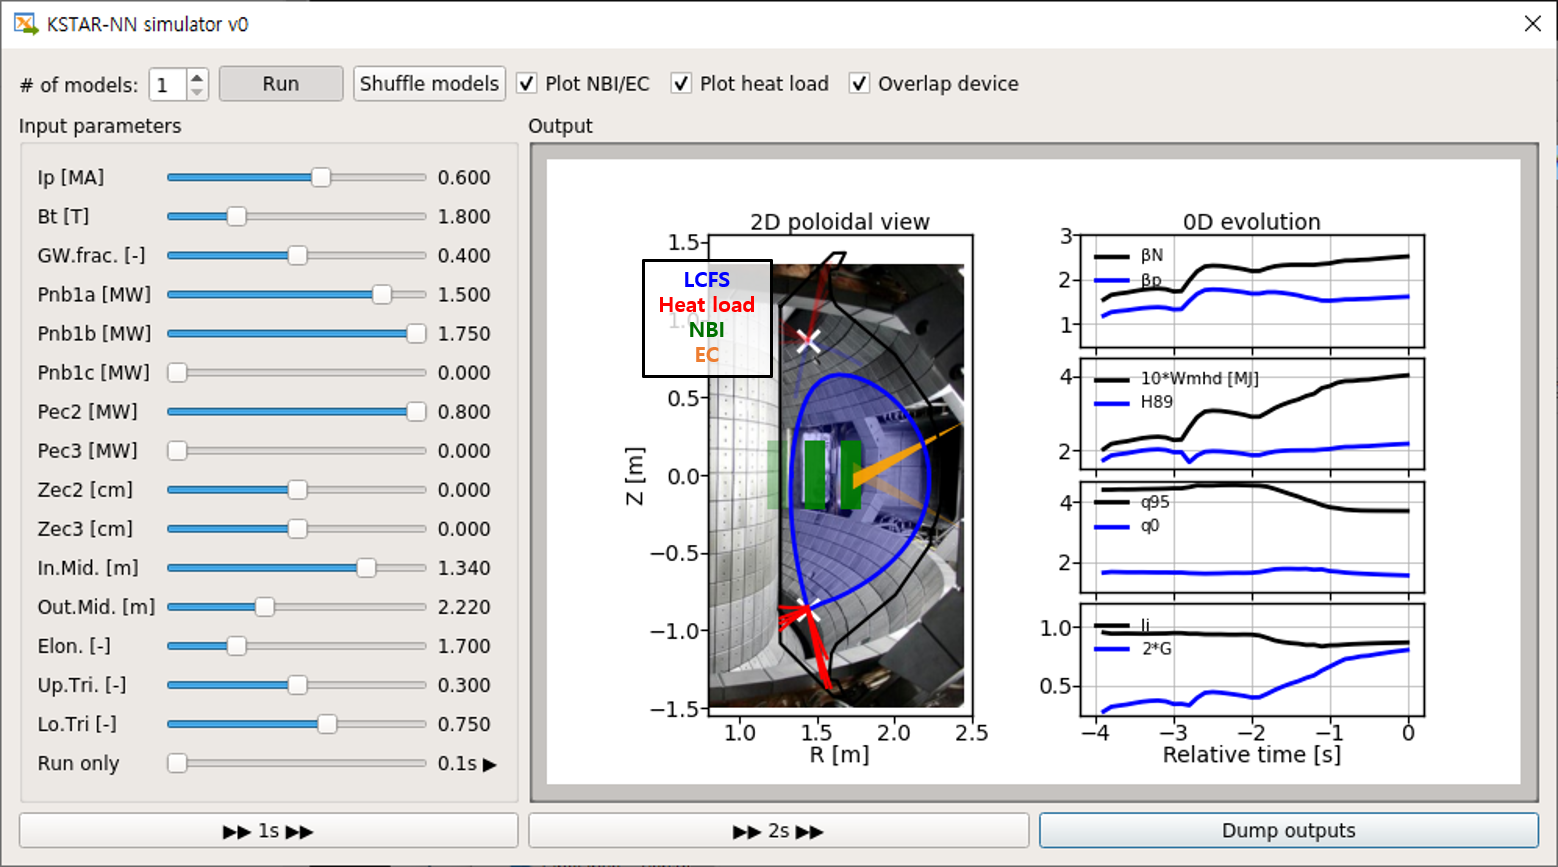 KSTAR-NN simulator v0
# of models: 1 Run Shuffle models Plot NBI/EC Plot heat load Overlap device
Input parameters
Ip [MA] 0.600
Bt [T] 1.800
GW.frac. [-] 0.400
Pnb1a [MW] 1.500
Pnb1b [MW] 1.750
Pnb1c [MW] 0.000
Pec2 [MW] 0.800
Pec3 [MW] 0.000
Zec2 [cm] 0.000
Zec3 [cm] 0.000
In.Mid. [m] 1.340
Out.Mid. [m] 2.220
Elon. [-] 1.700
Up.Tri. [-] 0.300
Lo.Tri [-] 0.750
Run only 0.1s ▶
Output
2D poloidal view
1.5
LCFS
Heat load
1.0
NBI
EC
0.5
0.0
−0.5
−1.0
−1.5
Z [m]
1.0 1.5 2.0 2.5
R [m]
0D evolution
3
2
1
βN
βp
4
2
10*Wmhd [MJ]
H89
4
2
q95
q0
1.0
0.5
li
2*G
−4 −3 −2 −1 0
Relative time [s]
▶▶ 1s ▶▶
▶▶ 2s ▶▶
Dump outputs